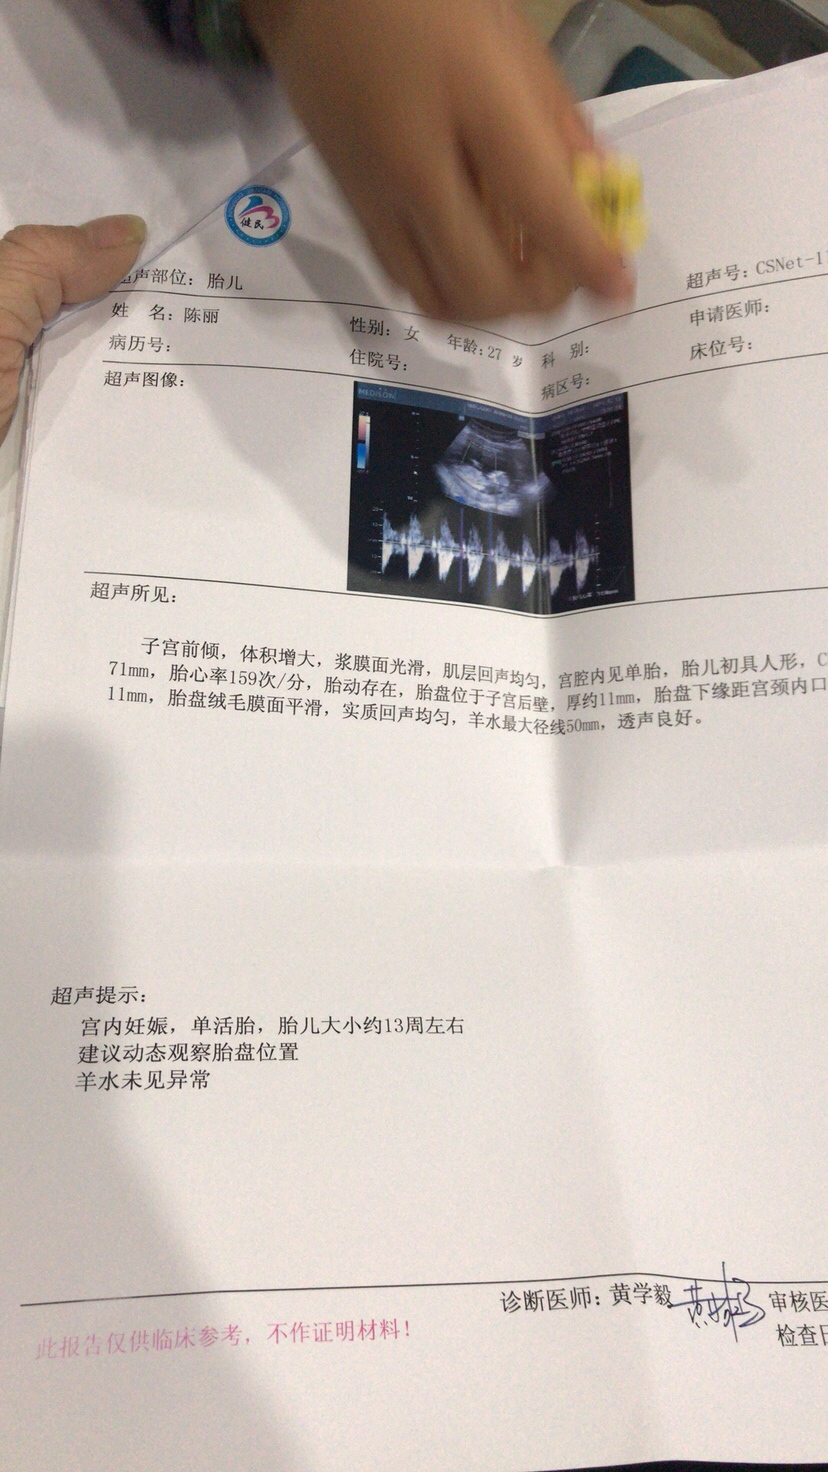 健民
超声部位：胎儿
超声号：CSNet-1
姓 名：陈丽 性别：女 年龄：27 岁 科 别： 申请医师：
病历号： 住院号： 病区号： 床位号：
超声图像：
MEDISON
超声所见：
子宫前倾，体积增大，浆膜面光滑，肌层回声均匀，宫腔内见单胎，胎儿初具人形，C
71mm，胎心率159次/分，胎动存在，胎盘位于子宫后壁，厚约11mm，胎盘下缘距宫颈内口
11mm，胎盘绒毛膜面平滑，实质回声均匀，羊水最大径线50mm，透声良好。
超声提示：
宫内妊娠，单活胎，胎儿大小约13周左右
建议动态观察胎盘位置
羊水未见异常
诊断医师：黄学毅 审核医
检查日
此报告仅供临床参考，不作证明材料！